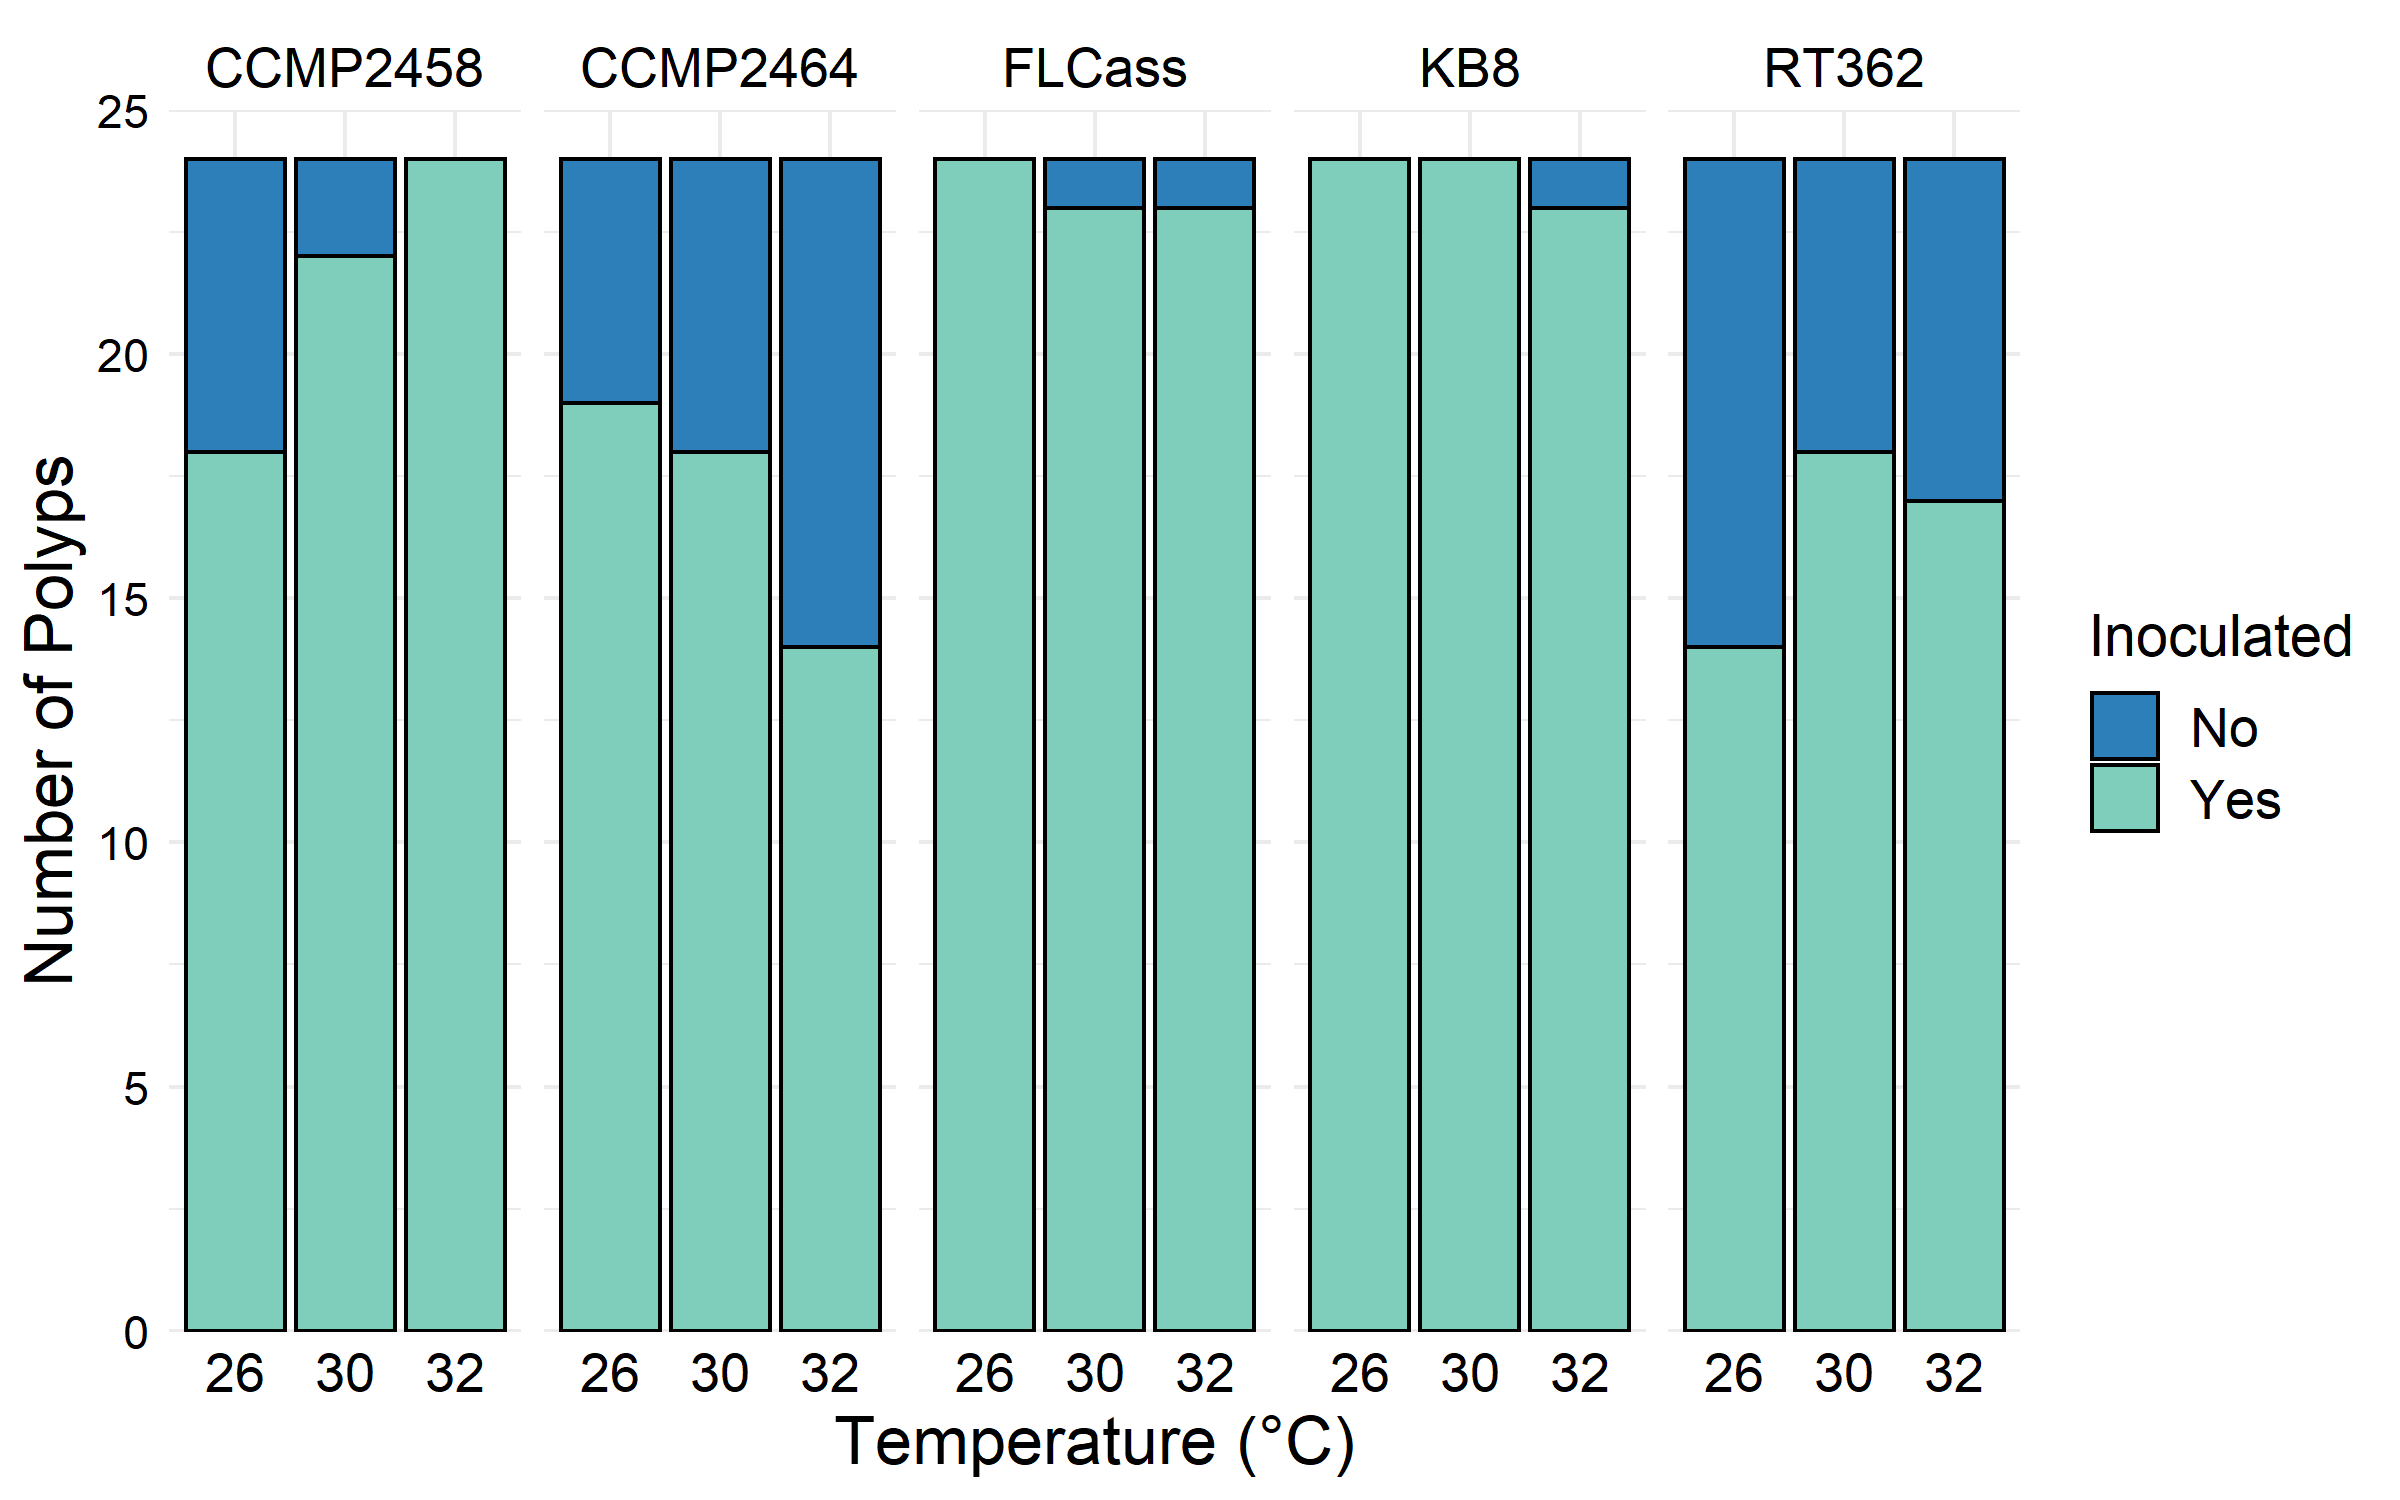 CCMP2458 CCMP2464 FLCass KB8 RT362
25
20
15
10
5
0
Number of Polyps
26 30 32 26 30 32 26 30 32 26 30 32 26 30 32
Temperature (°C)
Inoculated
No
Yes